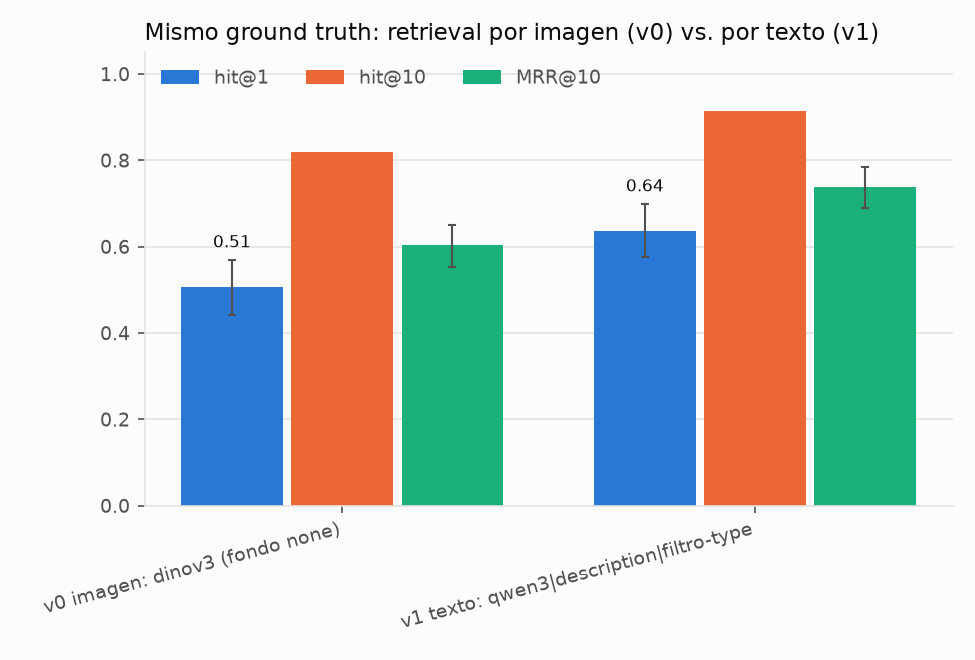 Mismo ground truth: retrieval por imagen (v0) vs. por texto (v1)
hit@1 hit@10 MRR@10
1.0
0.8
0.6
0.4
0.2
0.0
0.51
0.64
v0 imagen: dinov3 (fondo none)
v1 texto: qwen3|description|filtro-type